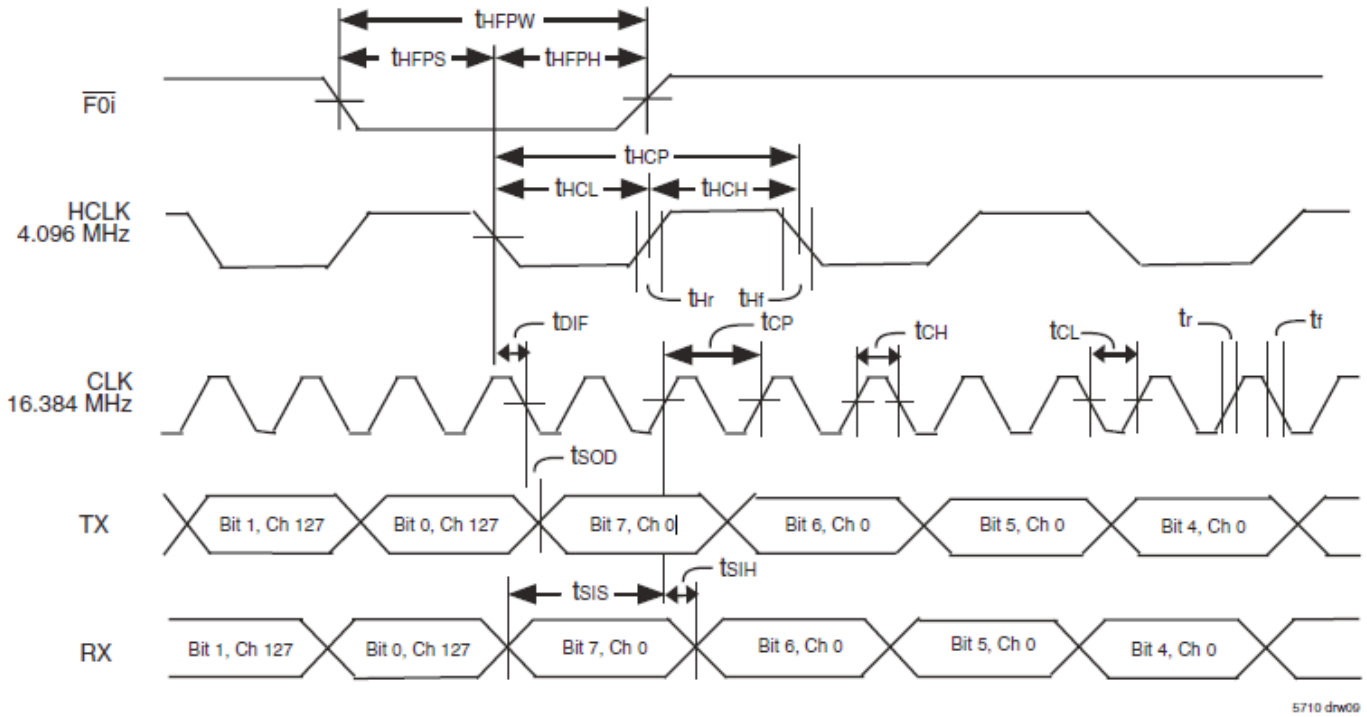 tHFPW
tHFPS tHFPH
F0i
tHCP
tHCL tHCH
HCLK
4.096 MHz
tHr tHf
tDIF tCP tCH tCL tr tf
CLK
16.384 MHz
tSOD
TX Bit 1, Ch 127 Bit 0, Ch 127 Bit 7, Ch 0 Bit 6, Ch 0 Bit 5, Ch 0 Bit 4, Ch 0
tSIS tSIH
RX Bit 1, Ch 127 Bit 0, Ch 127 Bit 7, Ch 0 Bit 6, Ch 0 Bit 5, Ch 0 Bit 4, Ch 0
5710 drw09